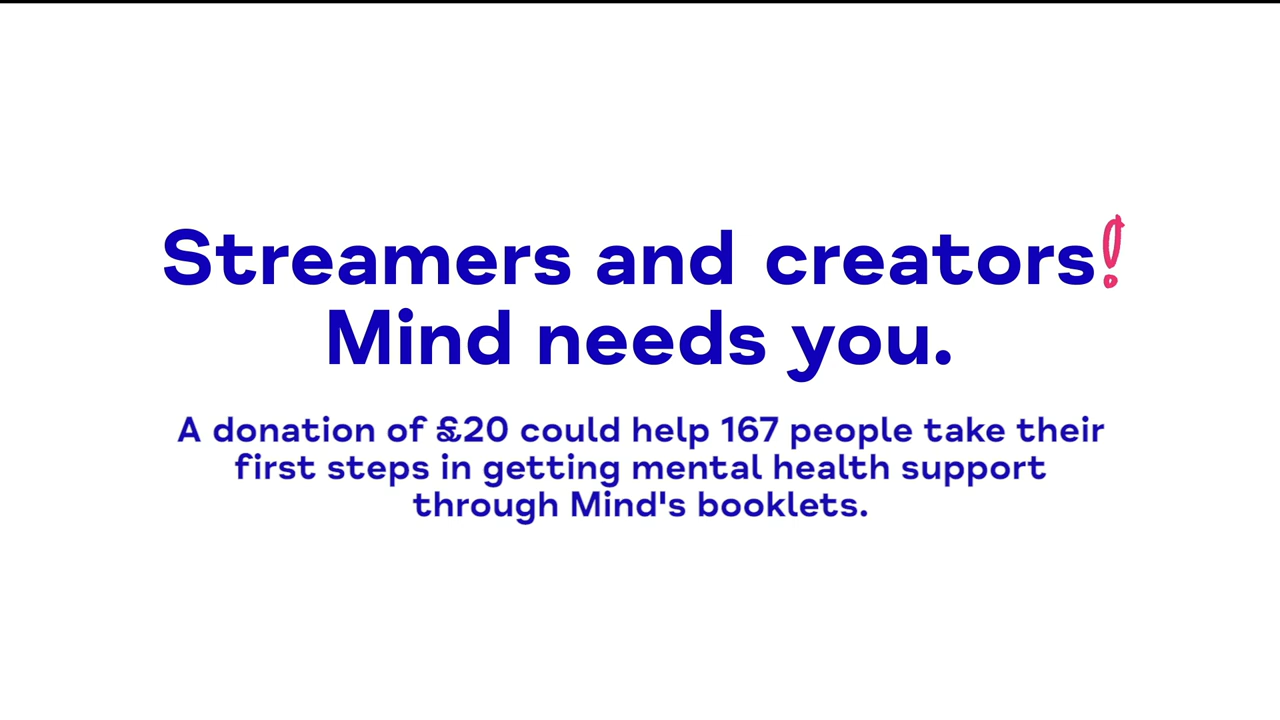 Streamers and creators!
Mind needs you.
A donation of £20 could help 167 people take their
first steps in getting mental health support
through Mind's booklets.